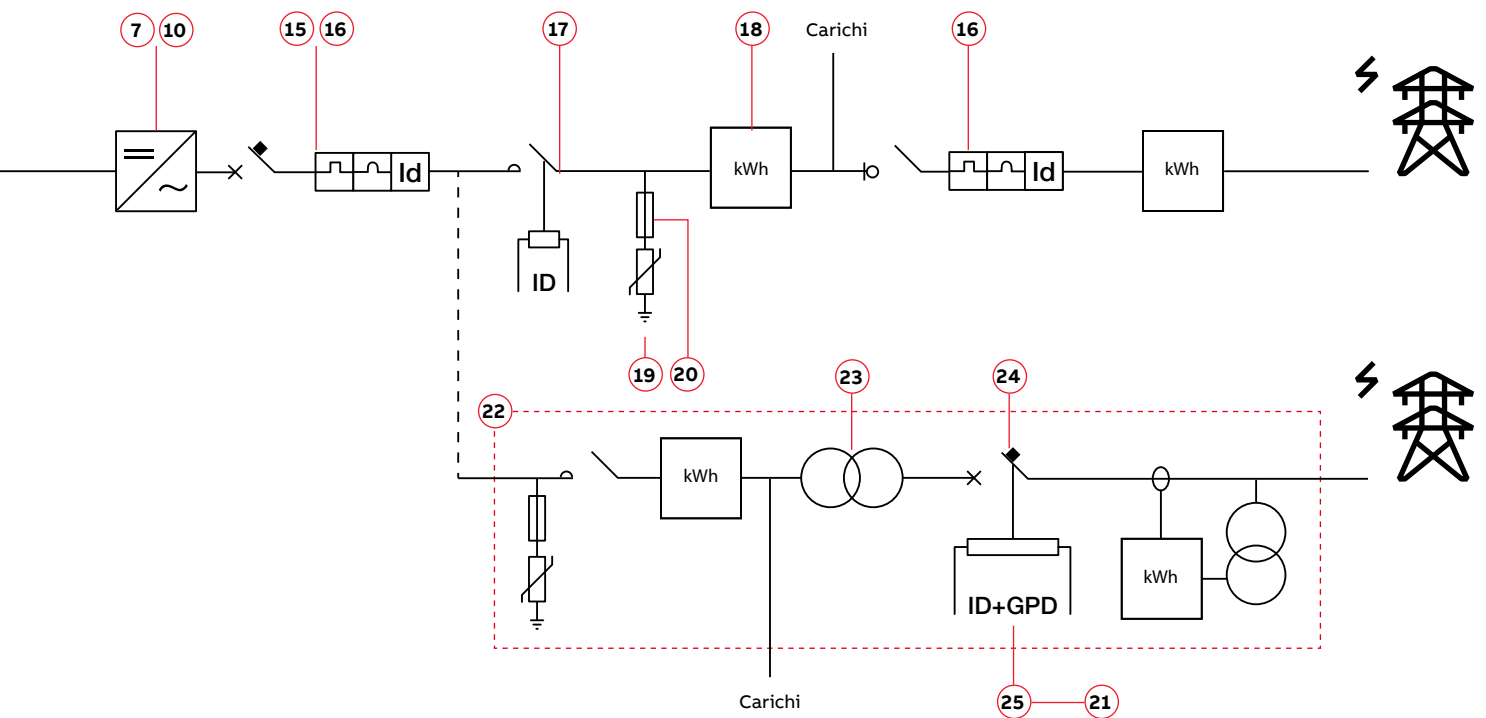 7 10 15 16 17 18 Carichi 16
Id kWh Id kWh
ID
19 20 23 24
22
kWh
kWh
ID+GPD
Carichi 25 21